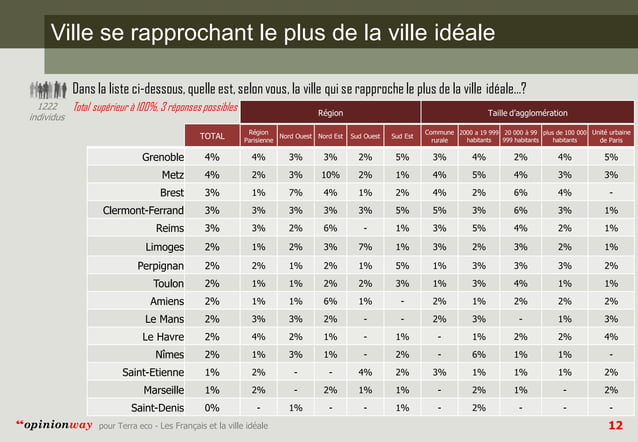 Ville se rapprochant le plus de la ville idéale
Dans la liste ci-dessous, quelle est, selon vous, la ville qui se rapproche le plus de la ville idéale...?
1222 individus
Total supérieur à 100%, 3 réponses possibles
Région Taille d'agglomération
TOTAL Région Parisienne Nord Ouest Nord Est Sud Ouest Sud Est Commune rurale 2000 a 19 999 habitants 20 000 à 99 999 habitants plus de 100 000 habitants Unité urbaine de Paris
Grenoble 4% 4% 3% 3% 2% 5% 3% 4% 2% 4% 5%
Metz 4% 2% 3% 10% 2% 1% 4% 5% 4% 3% 3%
Brest 3% 1% 7% 4% 1% 2% 4% 2% 6% 4% -
Clermont-Ferrand 3% 3% 3% 3% 3% 5% 5% 3% 6% 3% 1%
Reims 3% 3% 2% 6% - 1% 3% 5% 4% 2% 1%
Limoges 2% 1% 2% 3% 7% 1% 3% 2% 3% 2% 1%
Perpignan 2% 2% 1% 2% 1% 5% 1% 3% 3% 3% 2%
Toulon 2% 1% 1% 2% 2% 3% 1% 3% 4% 1% 1%
Amiens 2% 1% 1% 6% 1% - 2% 1% 2% 2% 2%
Le Mans 2% 3% 3% 2% - - 2% 3% - 1% 3%
Le Havre 2% 4% 2% 1% - 1% - 1% 2% 2% 4%
Nîmes 2% 1% 3% 1% - 2% - 6% 1% 1% -
Saint-Etienne 1% 2% - - 4% 2% 3% 1% 1% 1% 2%
Marseille 1% 2% - 2% 1% 1% - 2% 1% - 2%
Saint-Denis 0% - 1% - - 1% - 2% - - -
“opinionway pour Terra eco - Les Français et la ville idéale 12